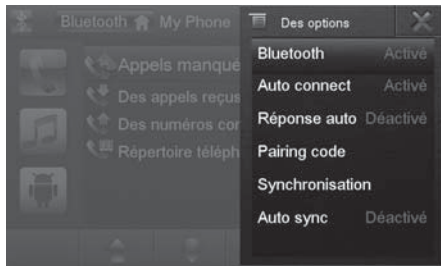 Bluetooth My Phone
Des options
Appels manqué
Des appels reçus
Des numéros con
Répertoire téléph
Bluetooth Activé
Auto connect Activé
Réponse auto Déactivé
Pairing code
Synchronisation
Auto sync Déactivé